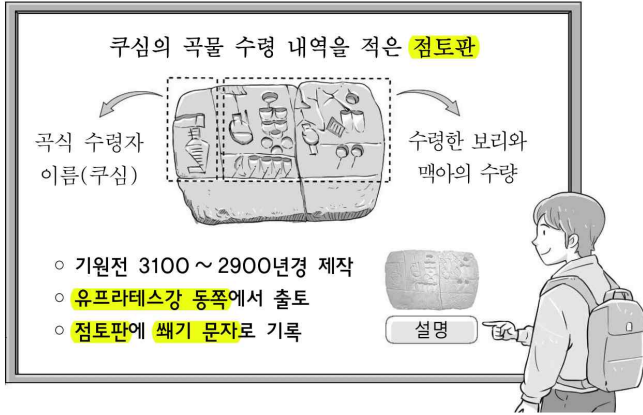 쿠심의 곡물 수령 내역을 적은 점토판
곡식 수령자
이름(쿠심)
수령한 보리와
맥아의 수량
○ 기원전 3100 ~ 2900년경 제작
○ 유프라테스강 동쪽에서 출토
○ 점토판에 쐐기 문자로 기록
설명